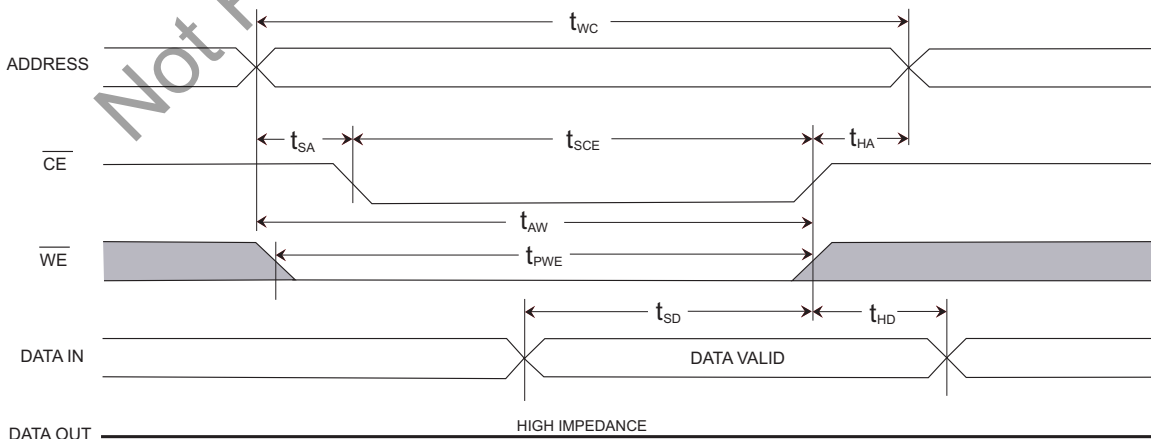 tWC
ADDRESS
Not
tSA
tSCE
tHA
CE
tAW
WE
tPWE
tSD
tHD
DATA IN
DATA VALID
HIGH IMPEDANCE
DATA OUT